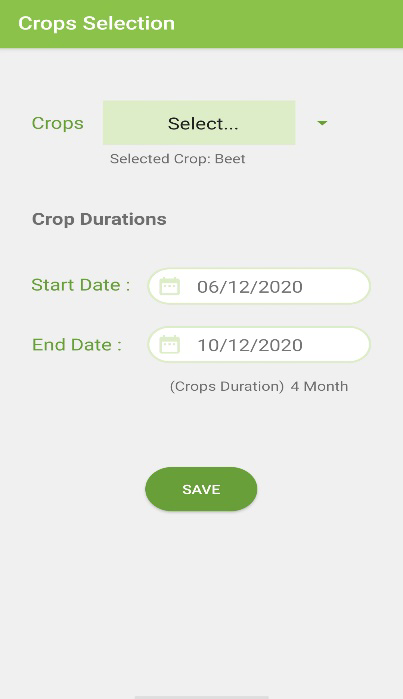 Crops Selection
Crops Select...
Selected Crop: Beet
Crop Durations
Start Date : 06/12/2020
End Date : 10/12/2020
(Crops Duration) 4 Month
SAVE